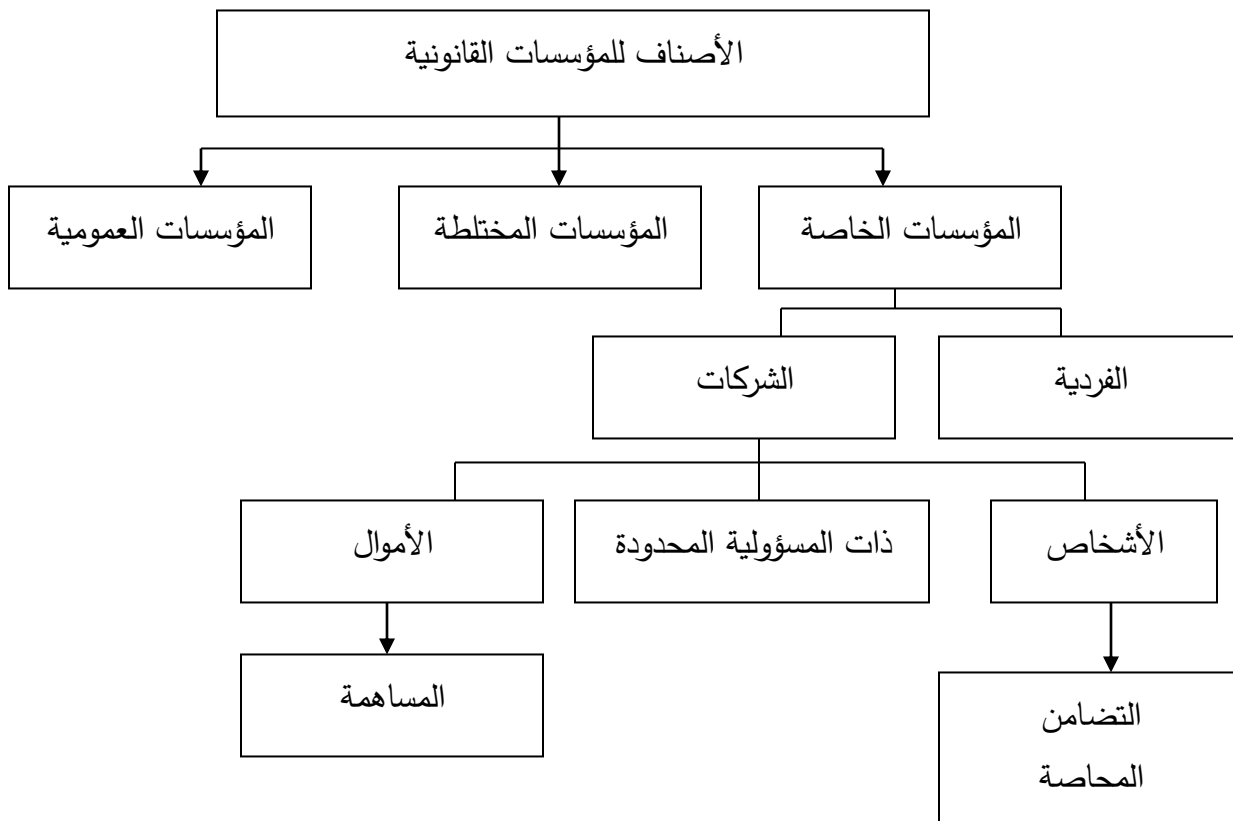 الأصناف للمؤسسات القانونية
المؤسسات الخاصة
المؤسسات المختلطة
المؤسسات العمومية
الفردية
الشركات
الأشخاص
ذات المسؤولية المحدودة
الأموال
المساهمة
التضامن
المحاصة